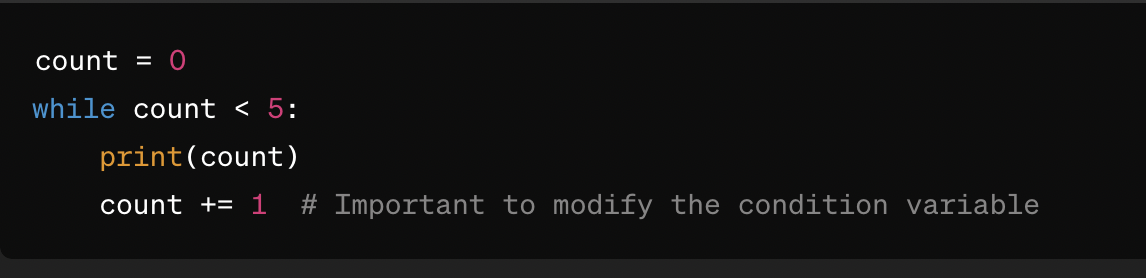 count = 0
while count < 5:
    print(count)
    count += 1  # Important to modify the condition variable